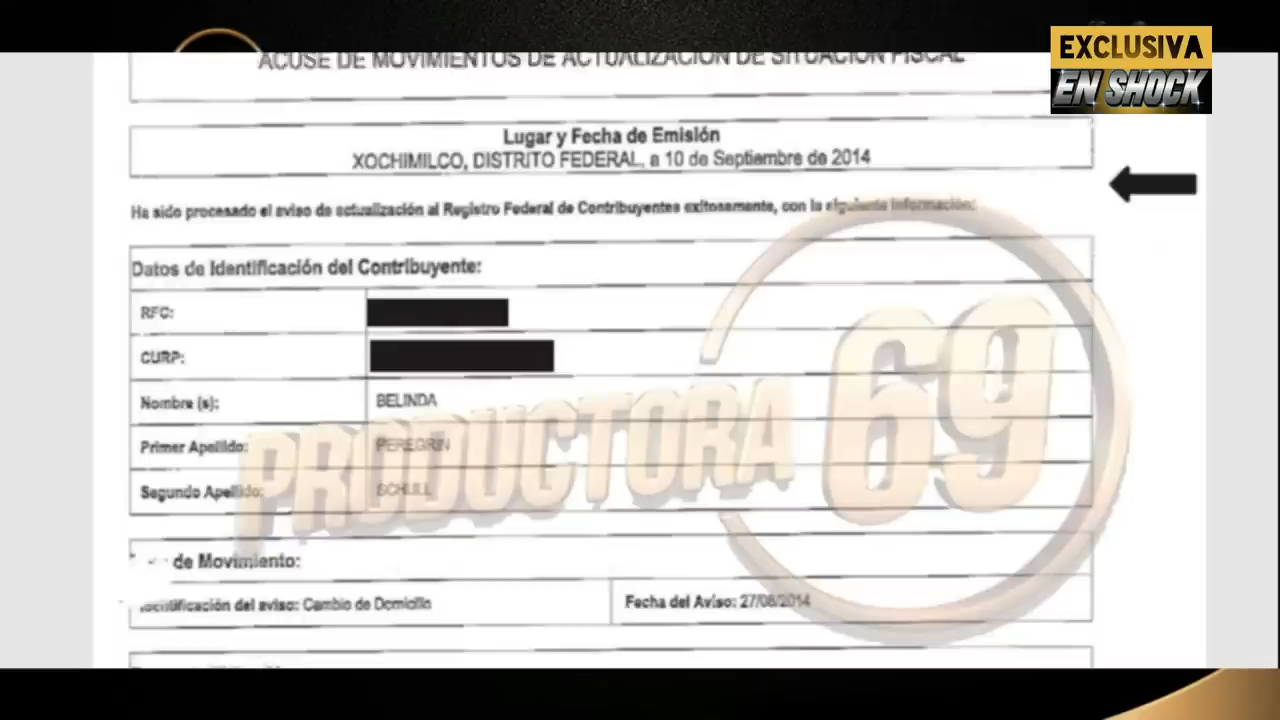 EXCLUSIVA
EN SHOCK
ACUSE DE MOVIMIENTOS DE ACTUALIZACIÓN DE SITUACIÓN FISCAL
Lugar y Fecha de Emisión
XOCHIMILCO, DISTRITO FEDERAL, a 10 de Septiembre de 2014
Ha sido procesado el aviso de actualización al Registro Federal de Contribuyentes exitosamente, con la siguiente información:
Datos de Identificación del Contribuyente:
RFC:
CURP:
Nombre (s): BELINDA
Primer Apellido: PEREGRIN
Segundo Apellido: SCHULL
PRODUCTORA 69
de Movimiento:
Identificación del aviso: Cambio de Domicilio Fecha del Aviso: 27/08/2014